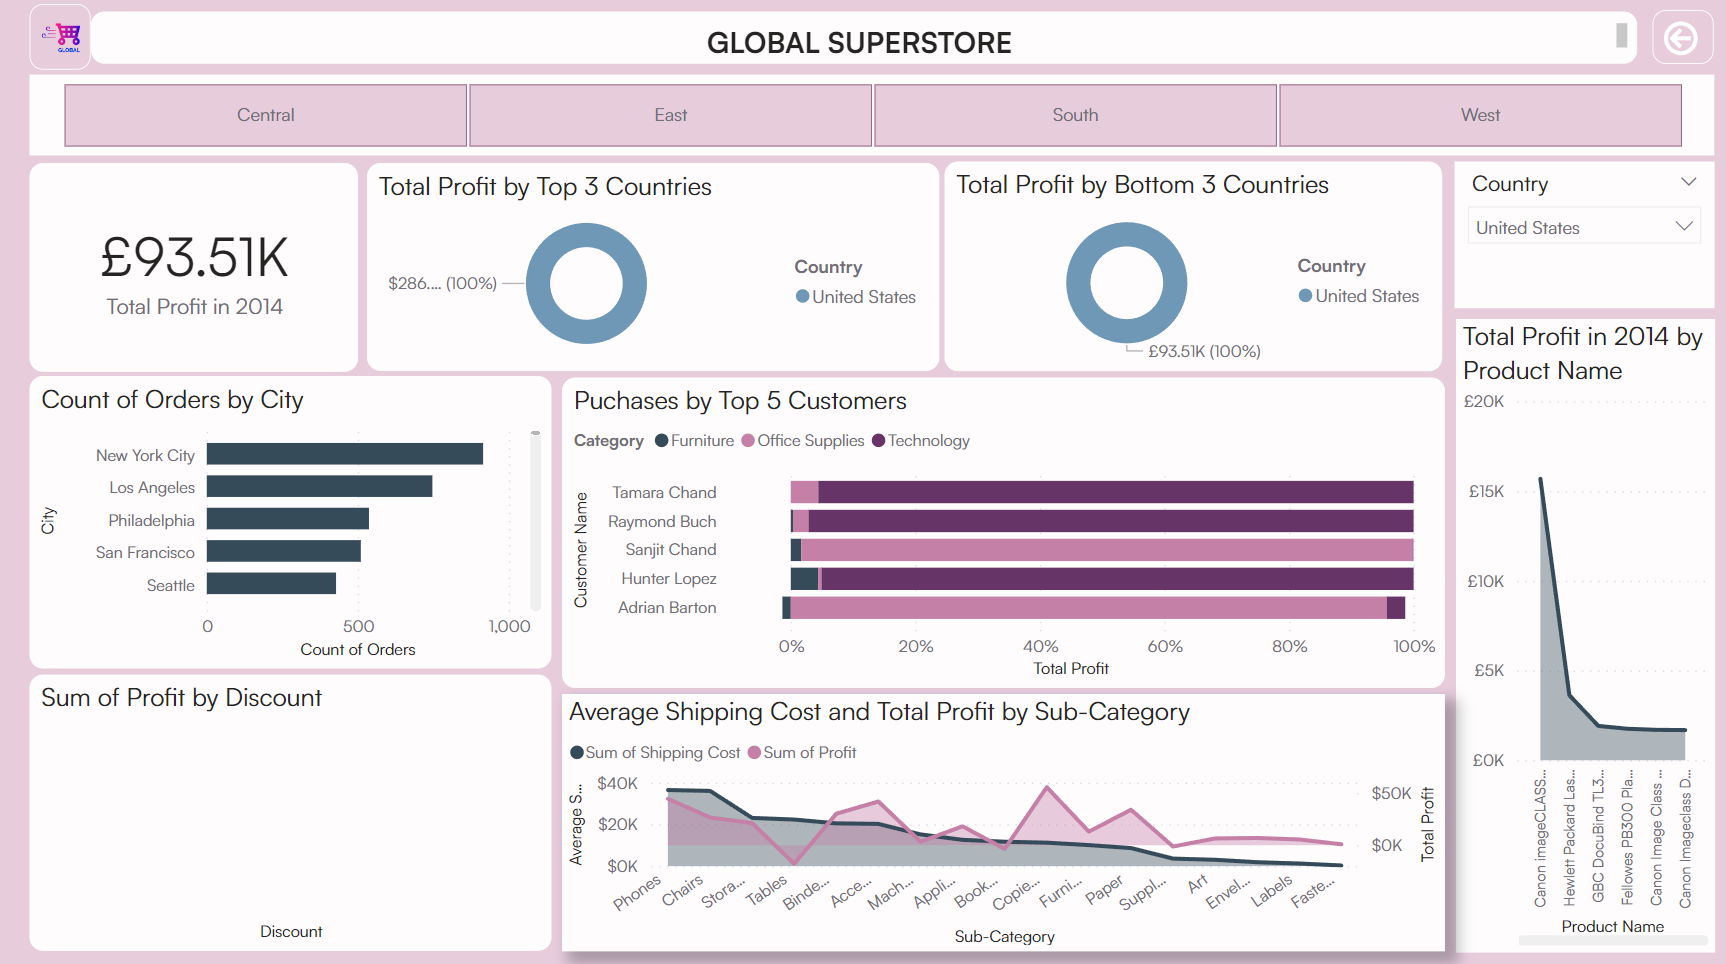 GLOBAL
GLOBAL SUPERSTORE
Central
East
South
West
£93.51K
Total Profit in 2014
Total Profit by Top 3 Countries
$286.... (100%)
Country
United States
Total Profit by Bottom 3 Countries
£93.51K (100%)
Country
United States
Country
United States
Count of Orders by City
City
New York City
Los Angeles
Philadelphia
San Francisco
Seattle
0
500
1,000
Count of Orders
Puchases by Top 5 Customers
Category
Furniture
Office Supplies
Technology
Customer Name
Tamara Chand
Raymond Buch
Sanjit Chand
Hunter Lopez
Adrian Barton
0%
20%
40%
60%
80%
100%
Total Profit
Total Profit in 2014 by
Product Name
£20K
£15K
£10K
£5K
£0K
Canon imageCLASS...
Hewlett Packard Las...
GBC DocuBind TL3...
Fellowes PB300 Pla...
Canon Image Class ...
Canon Imageclass D...
Product Name
Sum of Profit by Discount
Discount
Average Shipping Cost and Total Profit by Sub-Category
Sum of Shipping Cost
Sum of Profit
Average S...
$40K
$20K
$0K
$50K
$0K
Total Profit
Phones
Chairs
Stora...
Tables
Binde...
Acce...
Mach...
Appli...
Book...
Copie...
Furni...
Paper
Suppl...
Art
Envel...
Labels
Faste...
Sub-Category